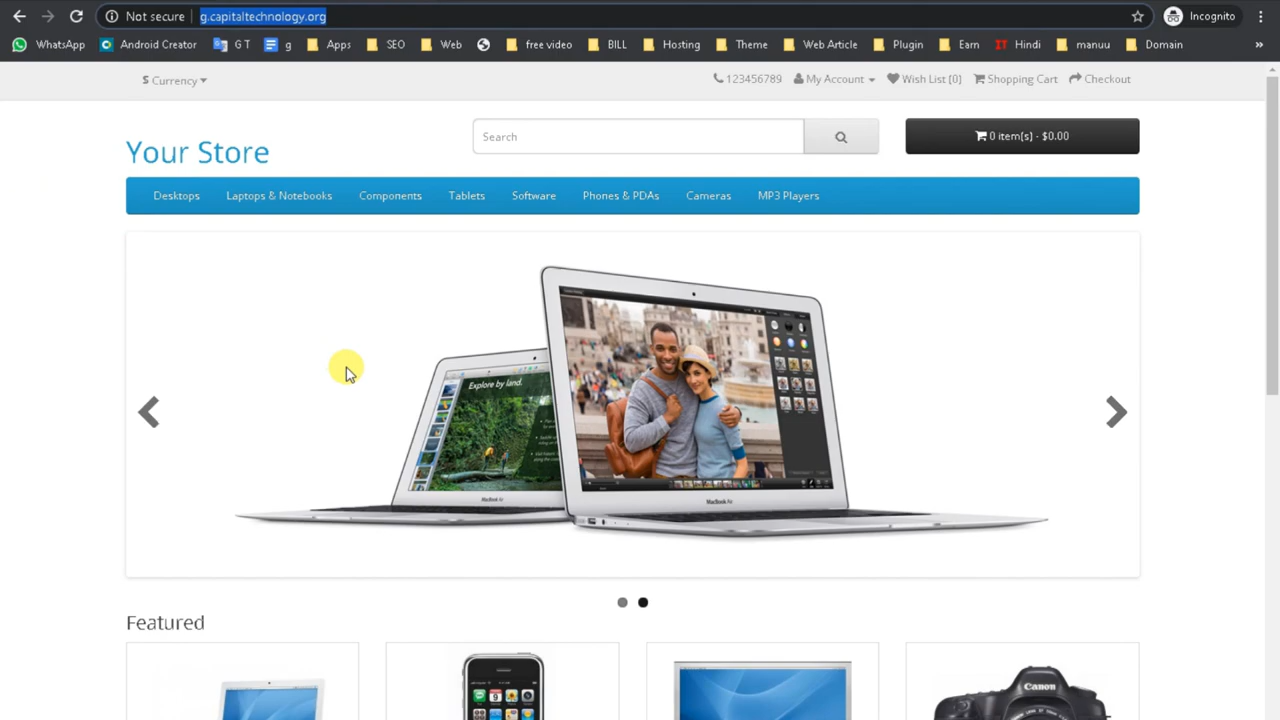 Not secure g.capitaltechnology.org Incognito
WhatsApp Android Creator G T g Apps SEO Web free video BILL Hosting Theme Web Article Plugin Earn Hindi manuu Domain »
$ Currency 123456789 My Account Wish List [0] Shopping Cart Checkout
Your Store Search 0 item(s) - $0.00
Desktops Laptops & Notebooks Components Tablets Software Phones & PDAs Cameras MP3 Players
Explore by land.
MacBook Air MacBook Air
Featured
Canon